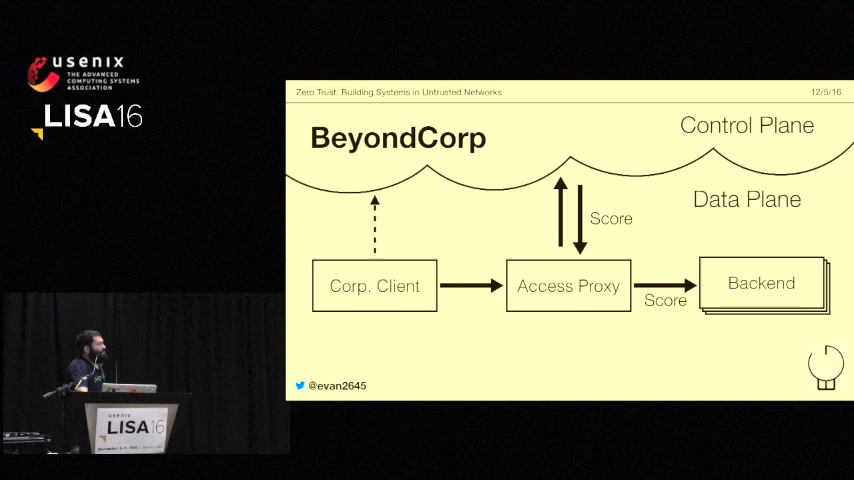 usenix
THE ADVANCED
COMPUTING SYSTEMS
ASSOCIATION
LISA16
Zero Trust: Building Systems in Untrusted Networks
12/5/16
BeyondCorp
Control Plane
Data Plane
Score
Corp. Client
Access Proxy
Score
Backend
@evan2645
usenix
LISA16